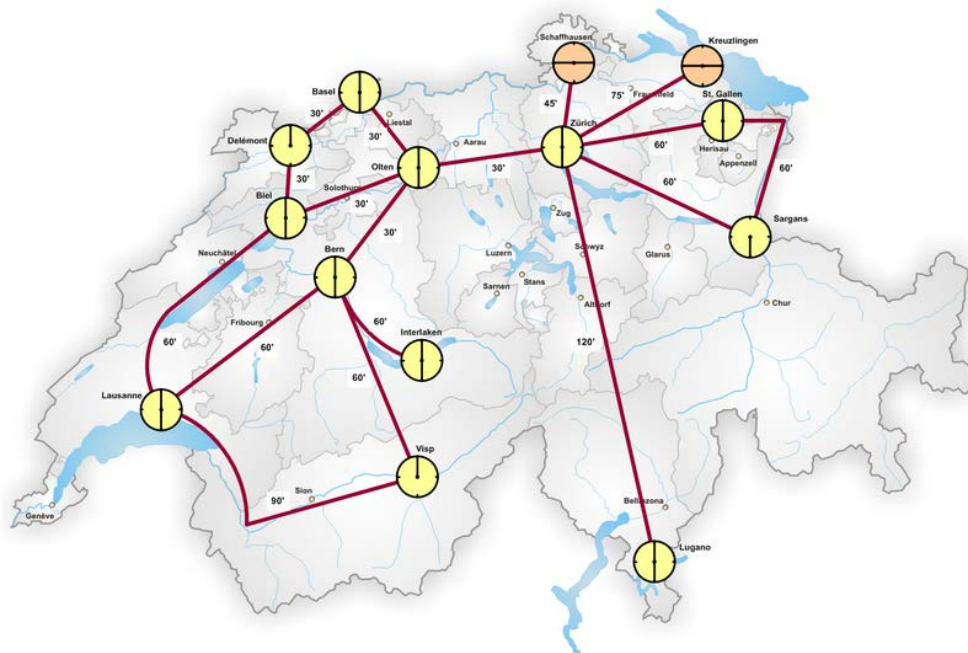 Schaffhausen
Kreuzlingen
Basel
30'
45'
75'
Frauenfeld
St. Gallen
Liestal
Zürich
30'
Delémont
Aarau
60'
Herisau
Appenzell
Olten
30'
30'
60'
60'
Solothurn
Biel
30'
Zug
Sargans
30'
Neuchâtel
Bern
Luzern
Schwyz
Glarus
Stans
Sarnen
Altdorf
Chur
Fribourg
60'
Interlaken
60'
60'
120'
60'
Lausanne
Visp
Sion
90'
Bellinzona
Genève
Lugano